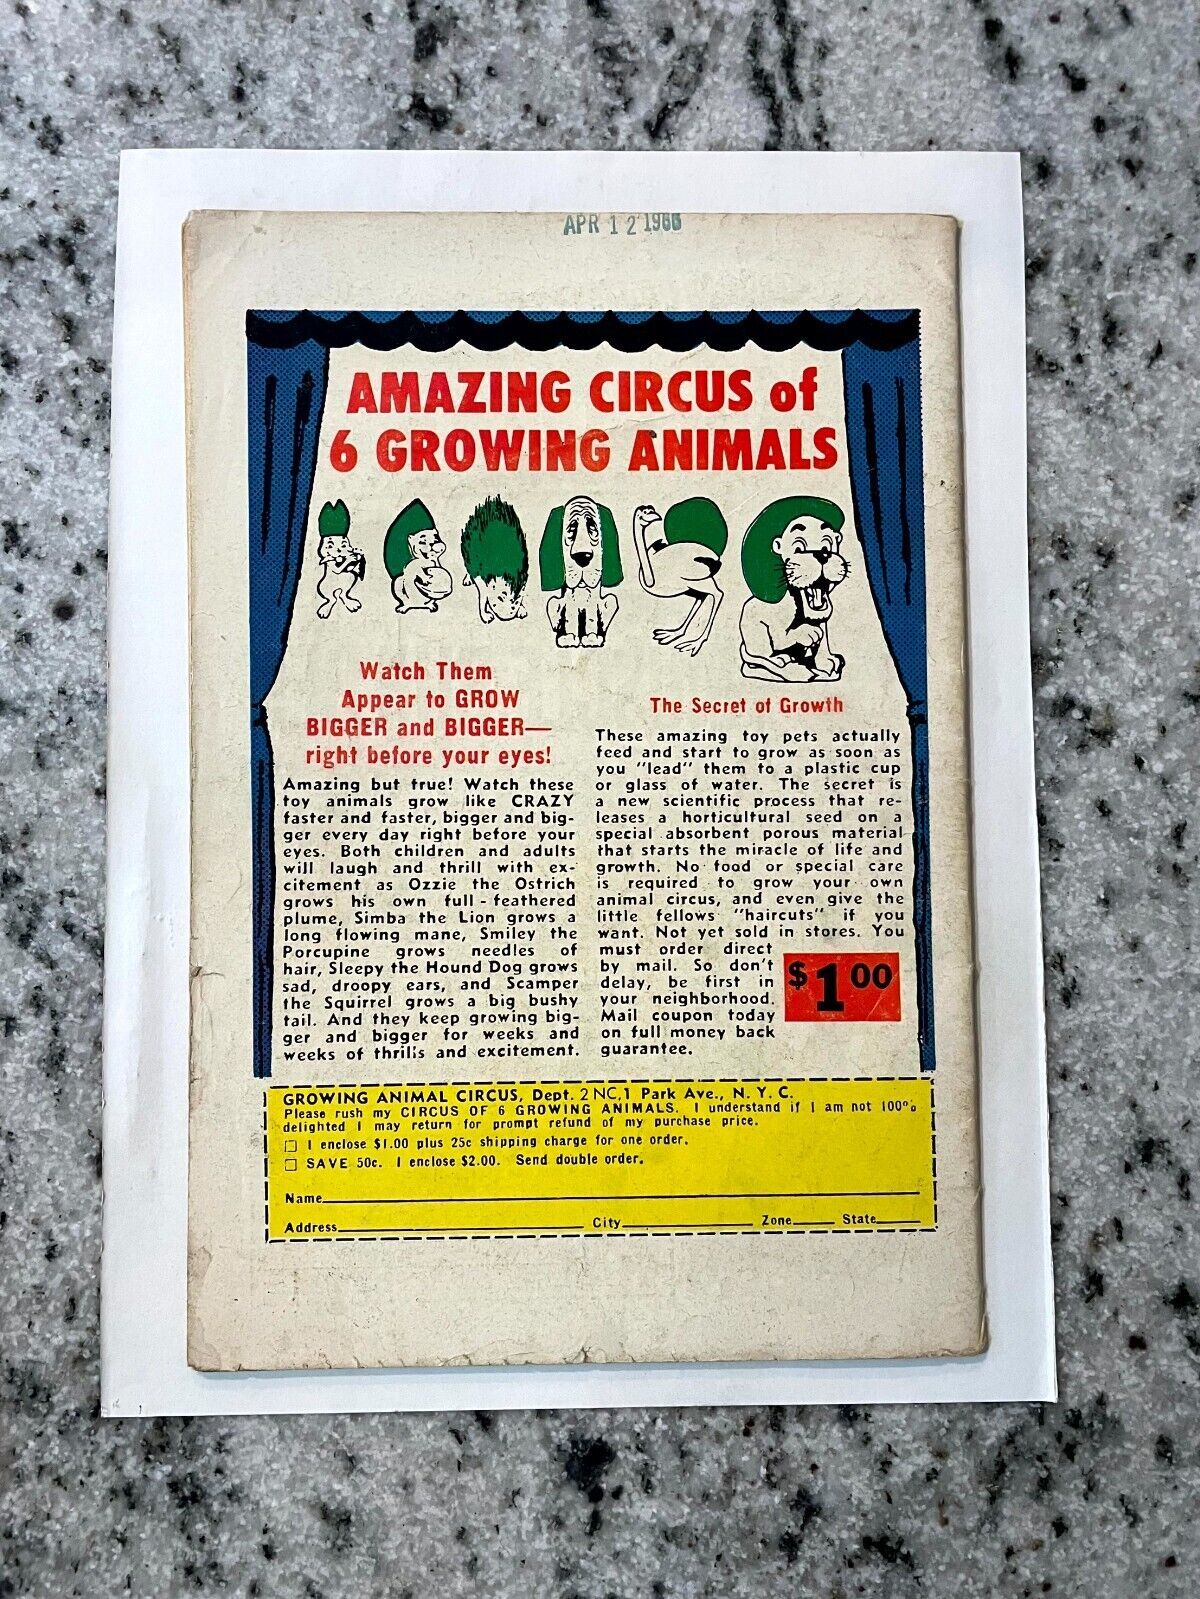 APR 12 1966
AMAZING CIRCUS of
6 GROWING ANIMALS
Watch Them
Appear to GROW
BIGGER and BIGGER—
right before your eyes!
Amazing but true! Watch these
toy animals grow like CRAZY
faster and faster, bigger and big-
ger every day right before your
eyes. Both children and adults
will laugh and thrill with ex-
citement as Ozzie the Ostrich
grows his own full-feathered
plume, Simba the Lion grows a
long flowing mane, Smiley the
Porcupine grows needles of
hair, Sleepy the Hound Dog grows
sad, droopy ears, and Scamper
the Squirrel grows a big bushy
tail. And they keep growing big-
ger and bigger for weeks and
weeks of thrills and excitement.
The Secret of Growth
These amazing toy pets actually
feed and start to grow as soon as
you "lead" them to a plastic cup
or glass of water. The secret is
a new scientific process that re-
leases a horticultural seed on a
special absorbent porous material
that starts the miracle of life and
growth. No food or special care
is required to grow your own
animal circus, and even give the
little fellows "haircuts" if you
want. Not yet sold in stores. You
must order direct
by mail. So don't
delay, be first in
your neighborhood.
Mail coupon today
on full money back
guarantee.
$1.00
GROWING ANIMAL CIRCUS, Dept. 2NC, 1 Park Ave., N. Y. C.
Please rush my CIRCUS OF 6 GROWING ANIMALS. I understand if I am not 100%
delighted I may return for prompt refund of my purchase price.
□ I enclose $1.00 plus 25c shipping charge for one order.
□ SAVE 50c. I enclose $2.00. Send double order.
Name
Address City Zone State